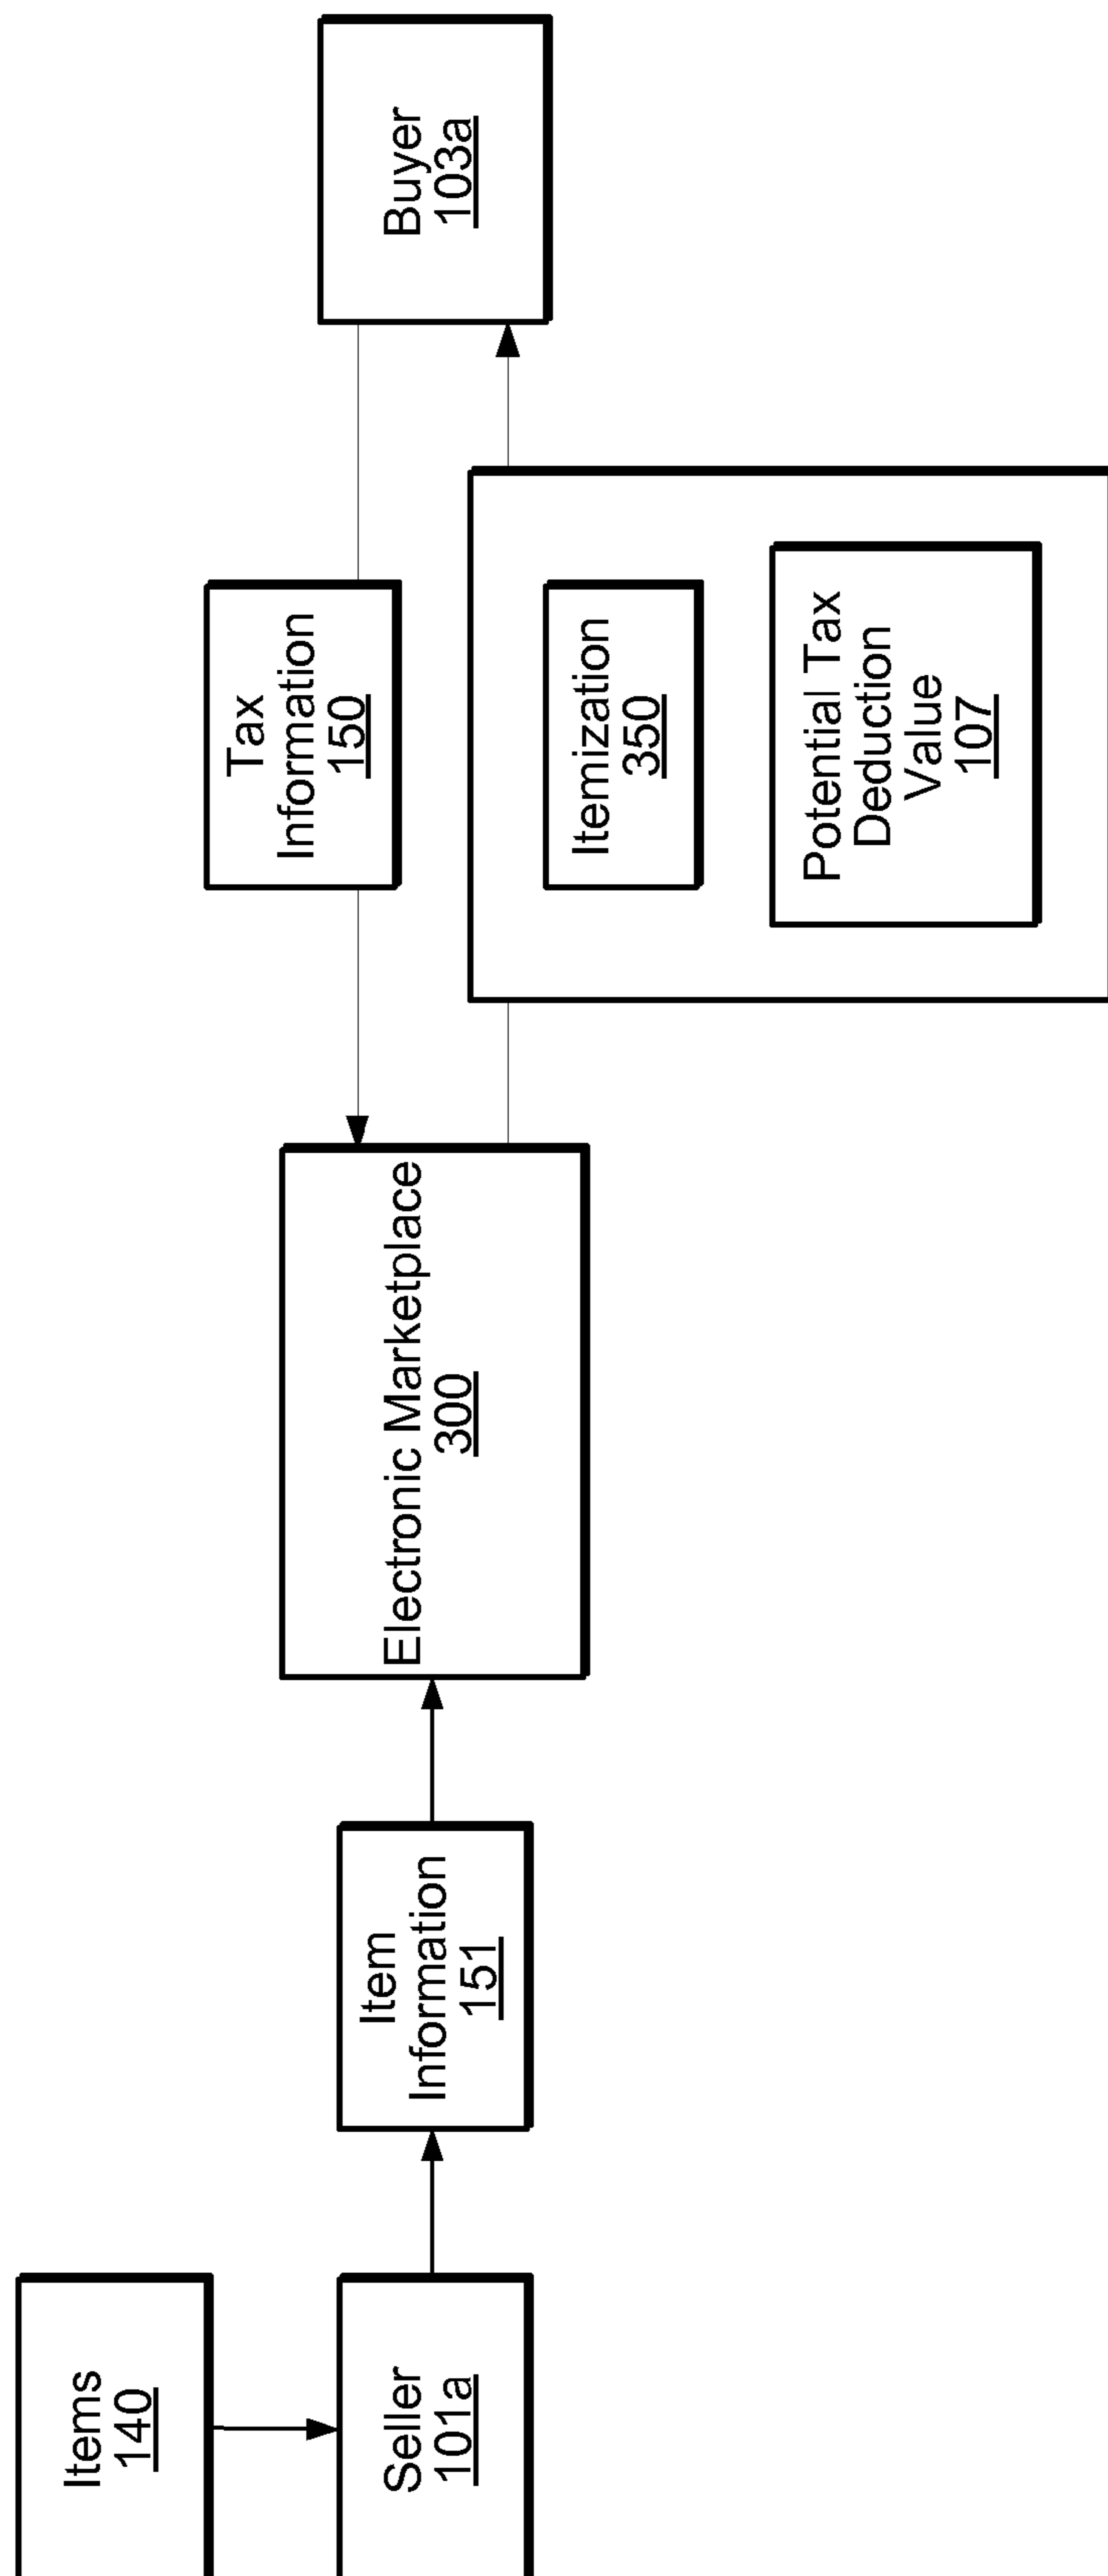 Items
140
Seller
101a
Item
Information
151
Electronic Marketplace
300
Tax
Information
150
Itemization
350
Potential Tax
Deduction
Value
107
Buyer
103a